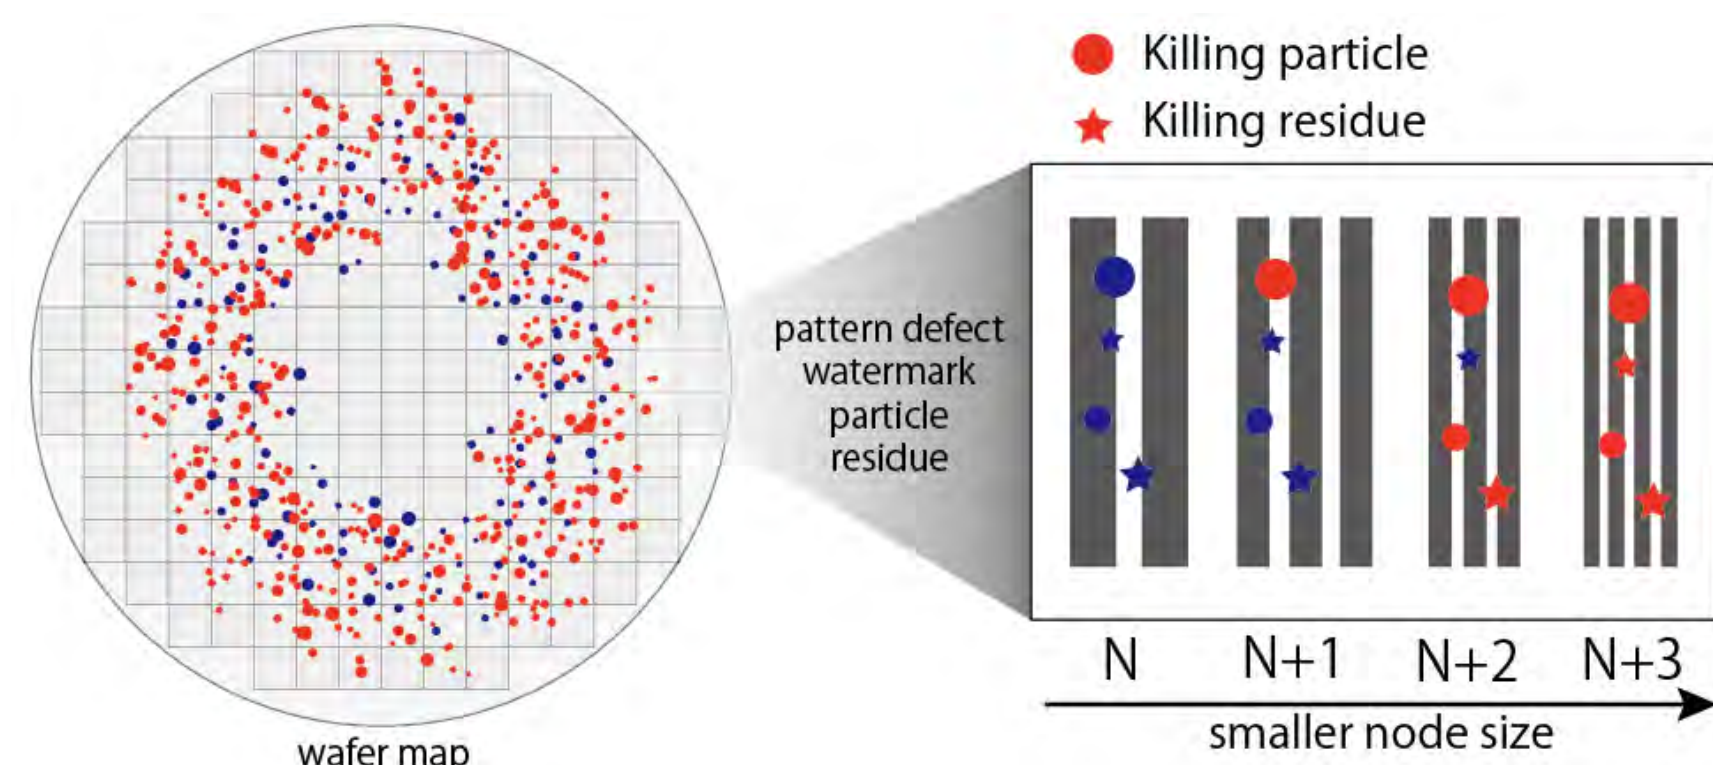 Killing particle
Killing residue
pattern defect
watermark
particle
residue
N
N+1
N+2
N+3
smaller node size
wafer map